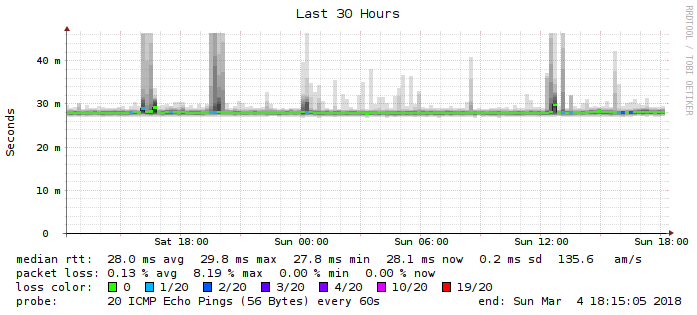 Last 30 Hours
RRDTOOL / TOBI OETIKER
Seconds
40 m
30 m
20 m
10 m
0
Sat 18:00 Sun 00:00 Sun 06:00 Sun 12:00 Sun 18:00
median rtt: 28.0 ms avg 29.8 ms max 27.8 ms min 28.1 ms now 0.2 ms sd 135.6 am/s
packet loss: 0.13 % avg 8.19 % max 0.00 % min 0.00 % now
loss color: 0 1/20 2/20 3/20 4/20 10/20 19/20
probe: 20 ICMP Echo Pings (56 Bytes) every 60s end: Sun Mar 4 18:15:05 2018